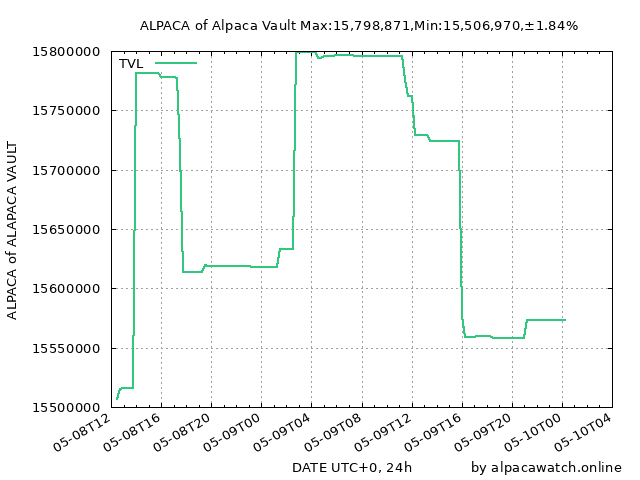 ALPACA of Alpaca Vault Max:15,798,871,Min:15,506,970,±1.84%
TVL
15800000
15750000
15700000
15650000
15600000
15550000
15500000
ALPACA of ALAPACA VAULT
05-08T12
05-08T16
05-08T20
05-09T00
05-09T04
05-09T08
05-09T12
05-09T16
05-09T20
05-10T00
05-10T04
DATE UTC+0, 24h
by alpacawatch.online